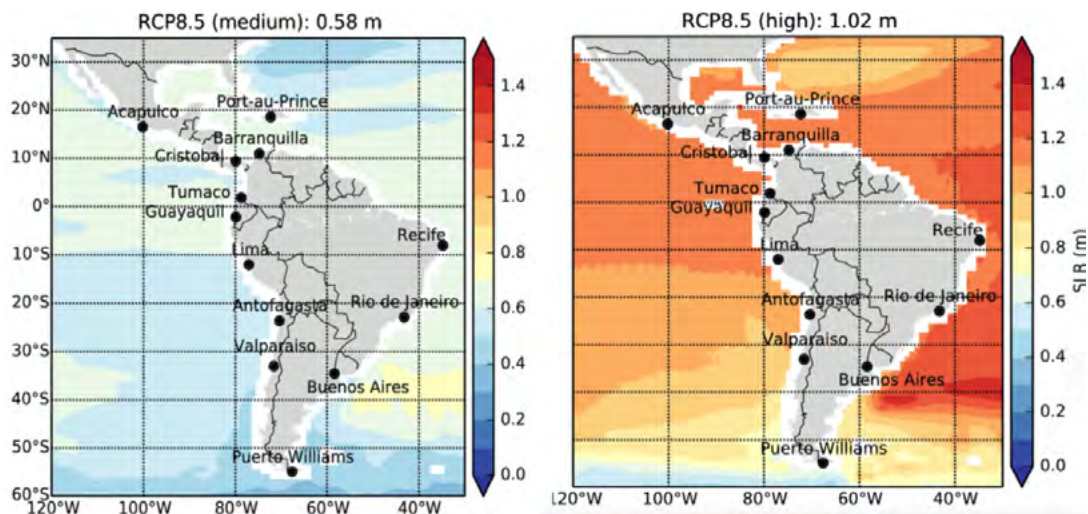 RCP8.5 (medium): 0.58 m
30°N
20°N
10°N
0°
10°S
20°S
30°S
40°S
50°S
60°S
120°W
100°W
80°W
60°W
40°W
Acapulco
Port-au-Prince
Barranquilla
Cristobal
Tumaco
Guayaquil
Recife
Lima
Antofagasta
Rio de Janeiro
Valparaiso
Buenos Aires
Puerto Williams
1.4
1.2
1.0
0.8
0.6
0.4
0.2
0.0
RCP8.5 (high): 1.02 m
Acapulco
Port-au-Prince
Barranquilla
Cristobal
Tumaco
Guayaquil
Recife
Lima
Antofagasta
Rio de Janeiro
Valparaiso
Buenos Aires
Puerto Williams
120°W
100°W
80°W
60°W
40°W
1.4
1.2
1.0
0.8
0.6
0.4
0.2
0.0
SLR (m)